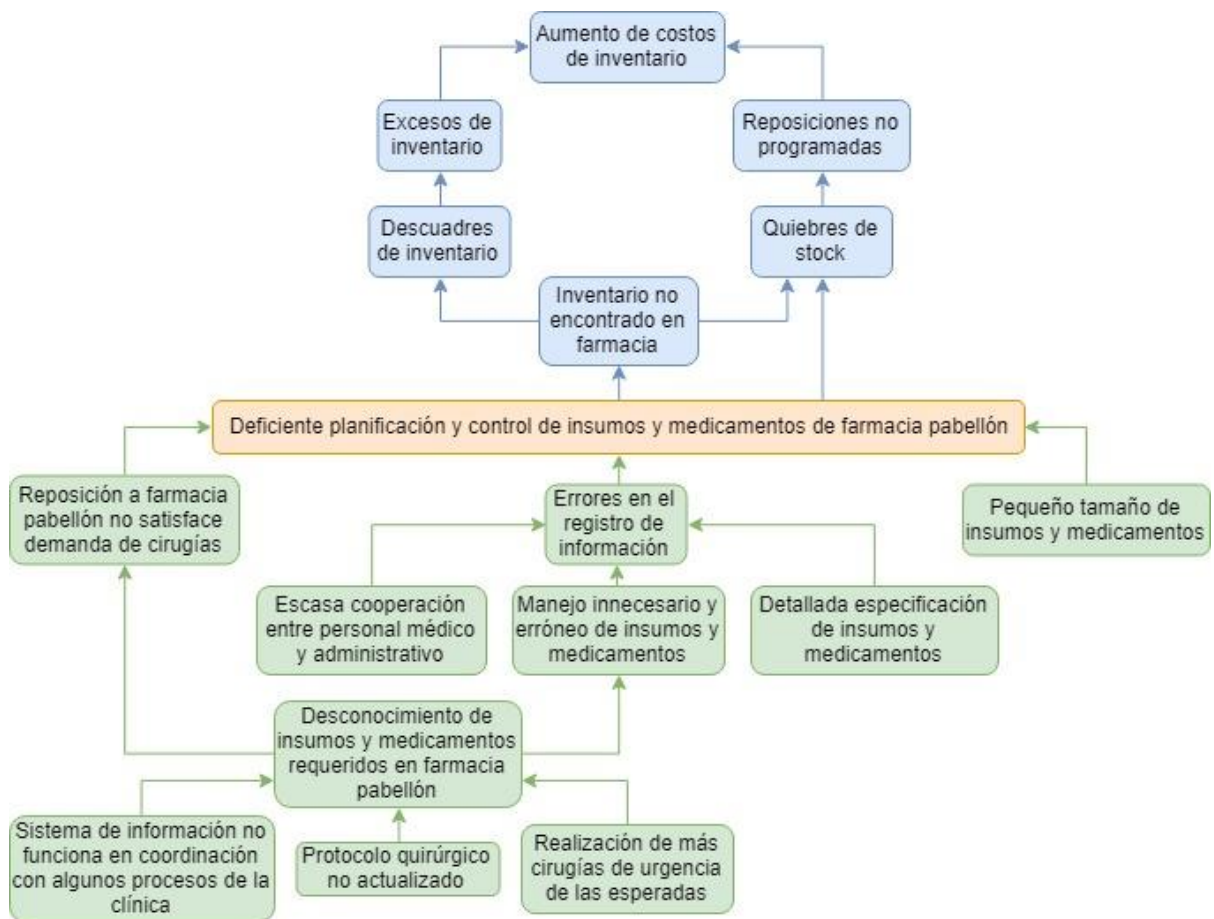 Aumento de costos
de inventario
Excesos de
inventario
Reposiciones no
programadas
Descuadres
de inventario
Quiebres de
stock
Inventario no
encontrado en
farmacia
Deficiente planificación y control de insumos y medicamentos de farmacia pabellón
Reposición a farmacia
pabellón no satisface
demanda de cirugías
Errores en el
registro de
información
Pequeño tamaño de
insumos y medicamentos
Escasa cooperación
entre personal médico
y administrativo
Manejo innecesario y
erróneo de insumos y
medicamentos
Detallada especificación
de insumos y
medicamentos
Desconocimiento de
insumos y medicamentos
requeridos en farmacia
pabellón
Sistema de información no
funciona en coordinación
con algunos procesos de la
clínica
Protocolo quirúrgico
no actualizado
Realización de más
cirugías de urgencia
de las esperadas